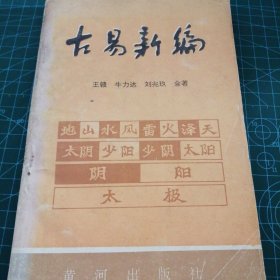 古易新编
王赣 牛力达 刘兆玖 合著
地山水风雷火泽天
太阴少阳少阴太阳
阴 阳
太极
黄河出版社